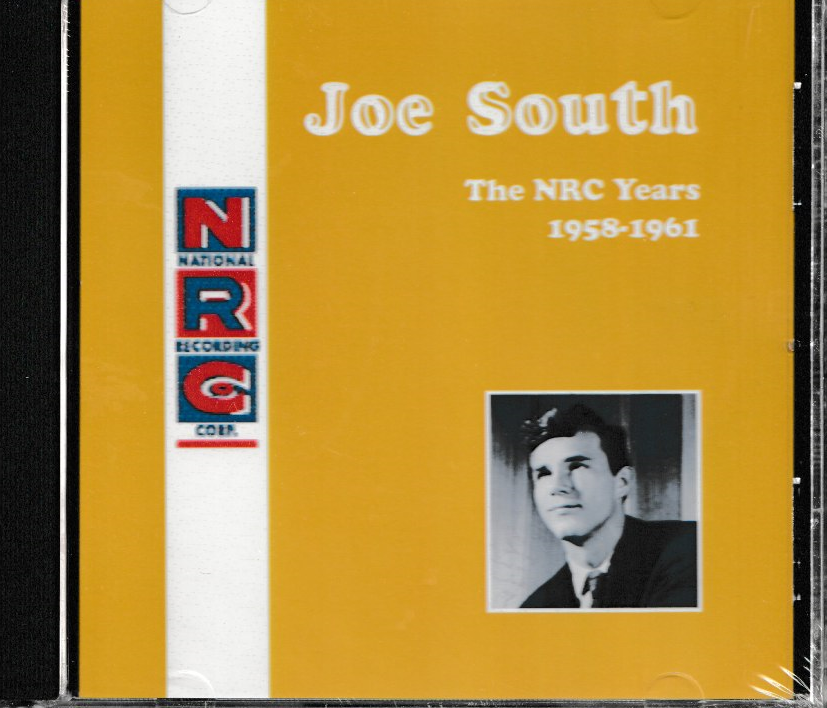 Joe South
The NRC Years
1958-1961
N
NATIONAL
R
RECORDING
C
CORP.